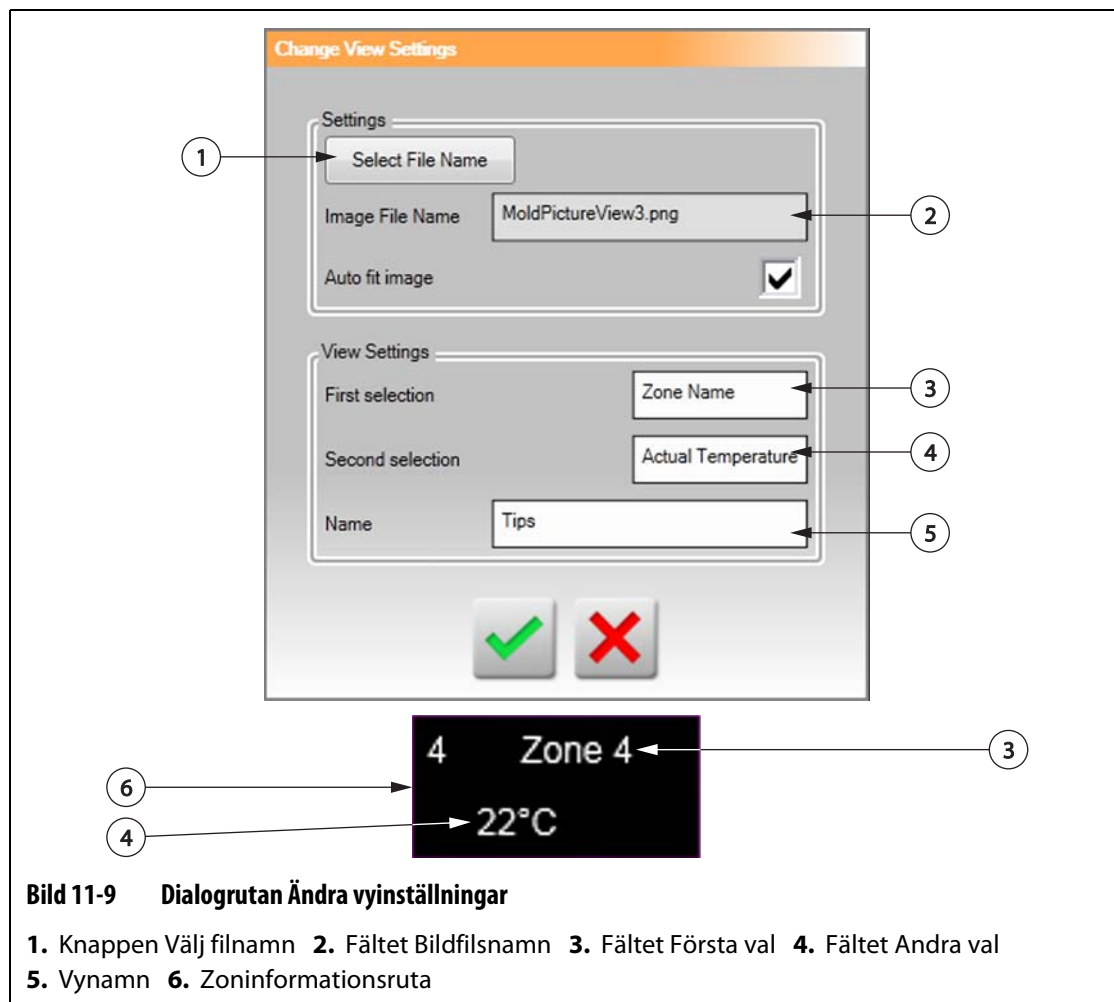 Change View Settings
Settings
1
Select File Name
Image File Name
MoldPictureView3.png
2
Auto fit image
View Settings
First selection
Zone Name
3
Second selection
Actual Temperature
4
Name
Tips
5
4 Zone 4
3
6
22°C
4
Bild 11-9 Dialogrutan Ändra vyinställningar
1. Knappen Välj filnamn 2. Fältet Bildfilsnamn 3. Fältet Första val 4. Fältet Andra val
5. Vynamn 6. Zoninformationsruta